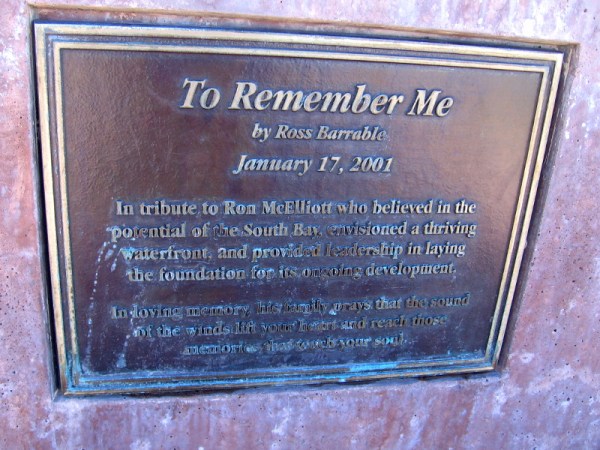 To Remember Me
by Ross Barrable
January 17, 2001
In tribute to Ron McElliott who believed in the
potential of the South Bay, envisioned a thriving
waterfront, and provided leadership in laying
the foundation for its ongoing development.
In loving memory, his family prays that the sound
of the winds lift your heart and reach those
memories that touch your soul.